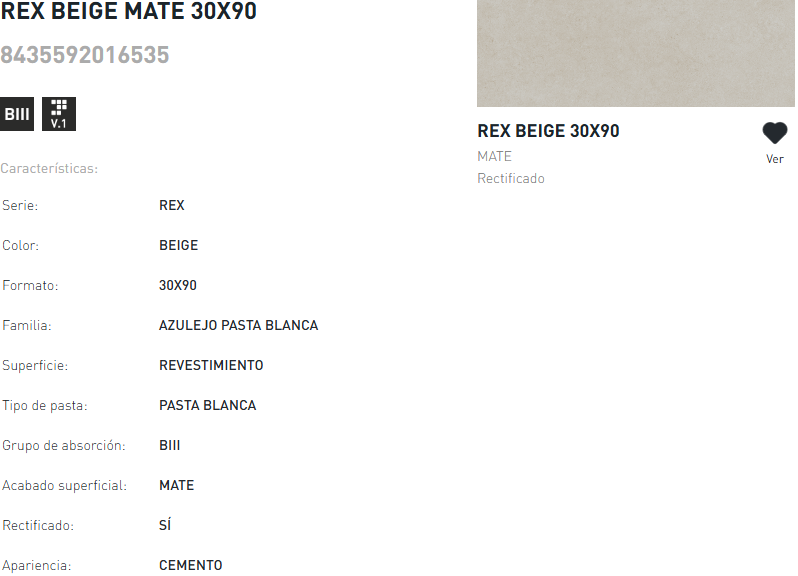 REX BEIGE MATE 30X90
8435592016535
BIII
V.1
Características:
Serie: REX
Color: BEIGE
Formato: 30X90
Familia: AZULEJO PASTA BLANCA
Superficie: REVESTIMIENTO
Tipo de pasta: PASTA BLANCA
Grupo de absorción: BIII
Acabado superficial: MATE
Rectificado: SÍ
Apariencia: CEMENTO
REX BEIGE 30X90
MATE
Rectificado
Ver